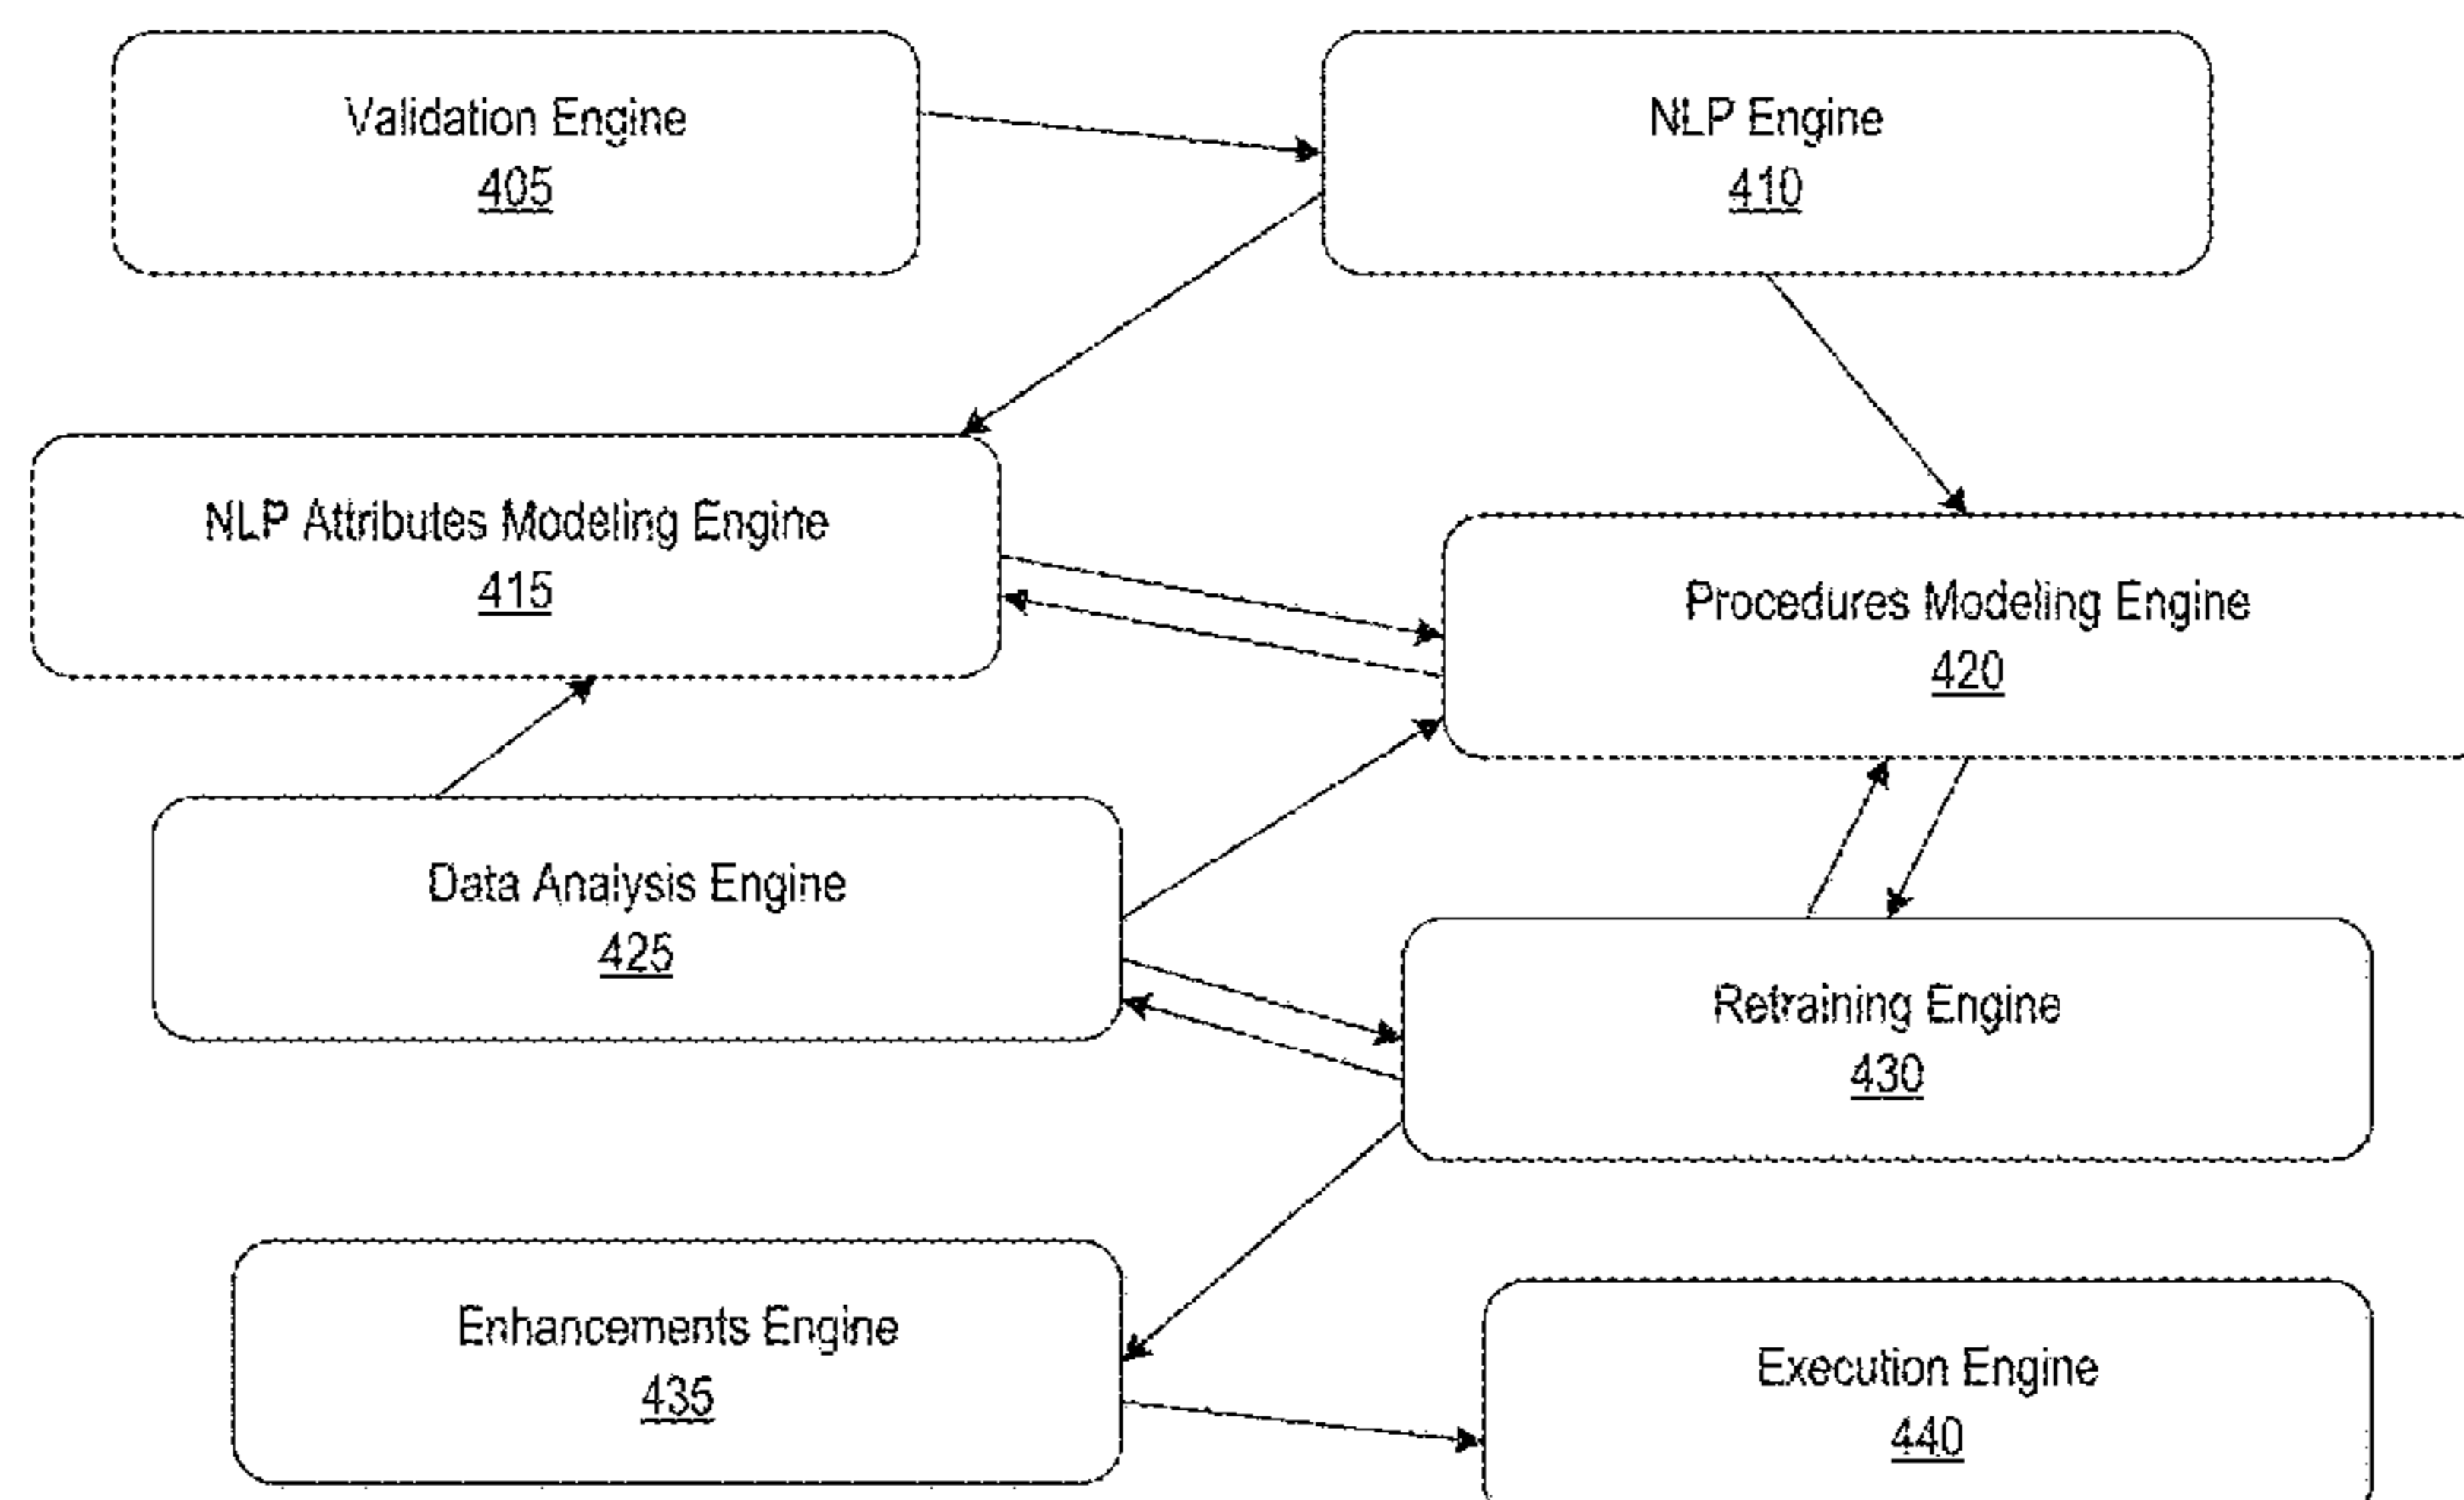 Validation Engine
405
NLP Engine
410
NLP Attributes Modeling Engine
415
Procedures Modeling Engine
420
Data Analysis Engine
425
Retraining Engine
430
Enhancements Engine
435
Execution Engine
440